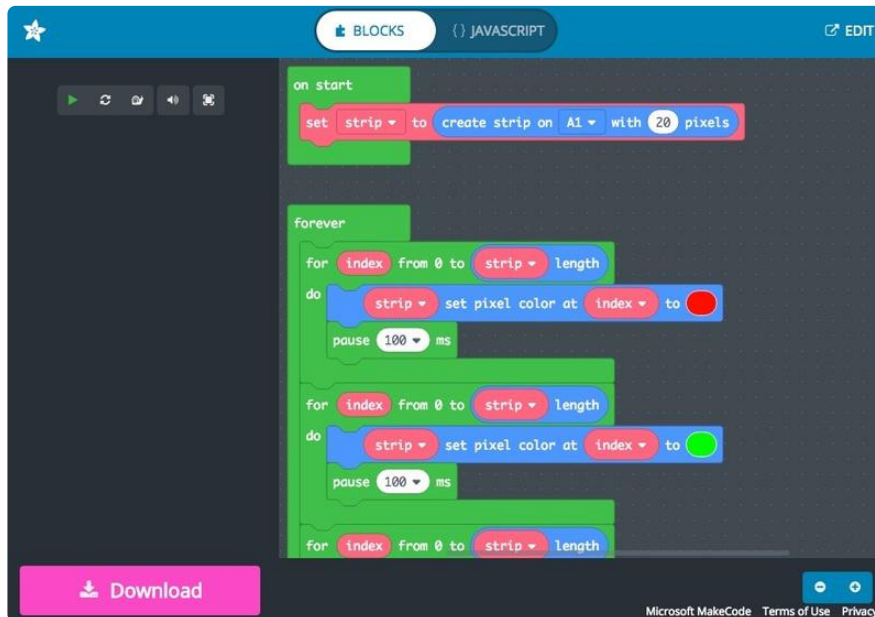 BLOCKS
{} JAVASCRIPT
EDIT
on start
set strip to create strip on A1 with 20 pixels
forever
for index from 0 to strip length
do
strip set pixel color at index to
pause 100 ms
for index from 0 to strip length
do
strip set pixel color at index to
pause 100 ms
for index from 0 to strip length
Download
Microsoft MakeCode Terms of Use Privacy